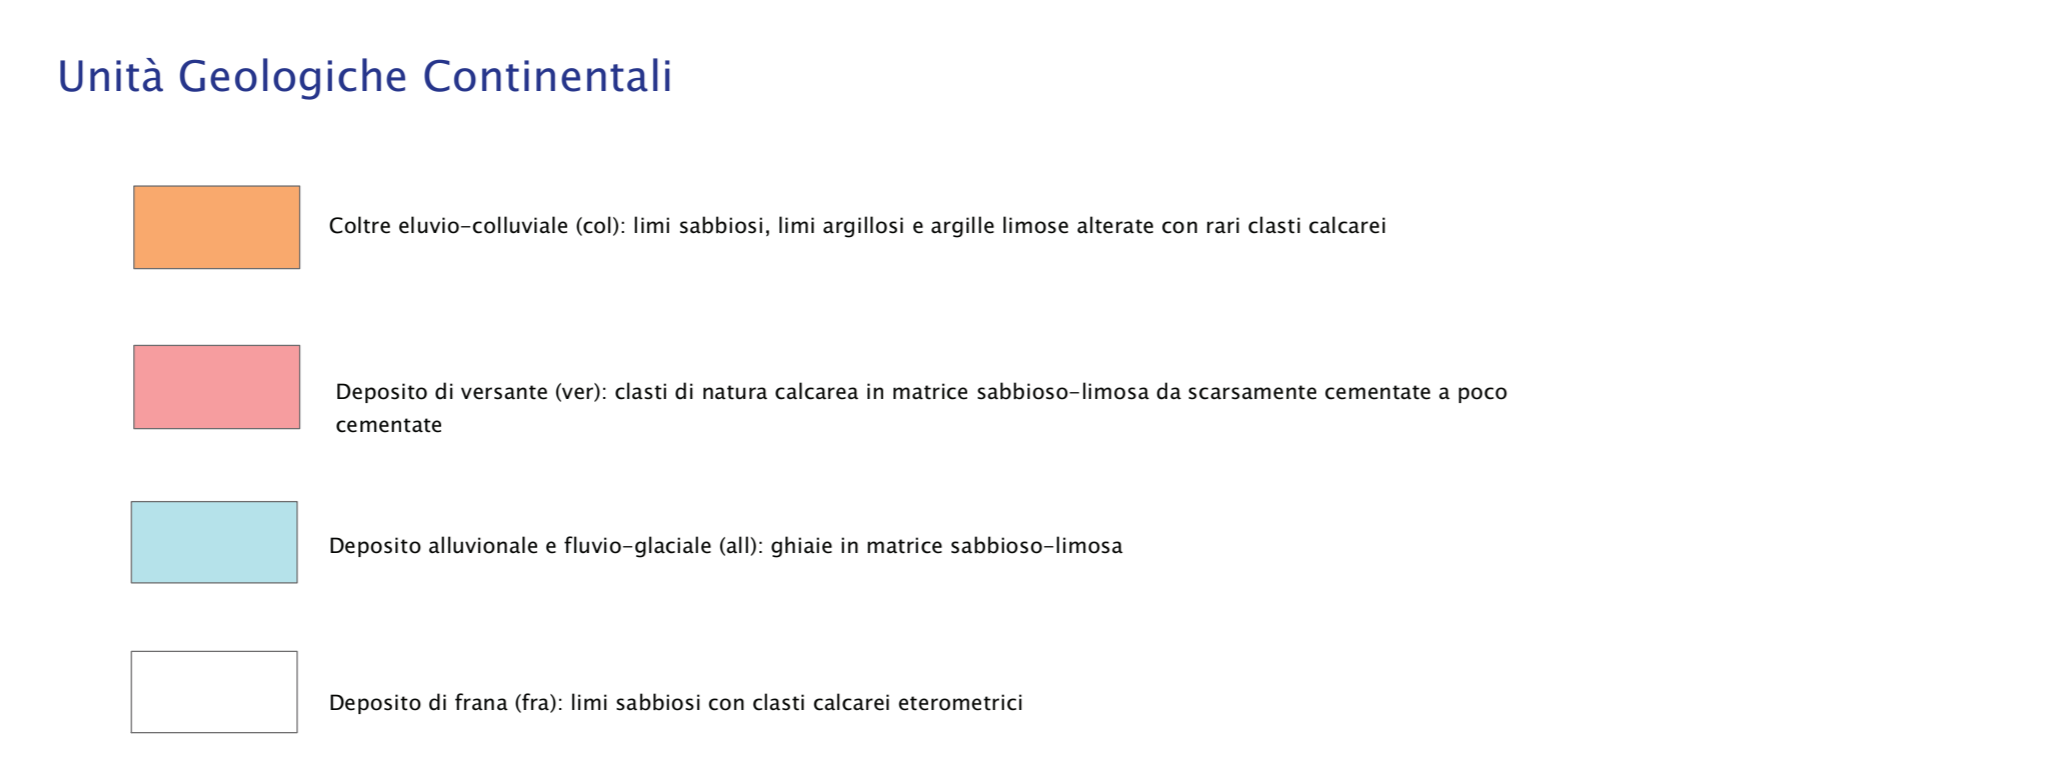 Unità Geologiche Continentali
Coltre eluvio-colluviale (col): limi sabbiosi, limi argillosi e argille limose alterate con rari clasti calcarei
Deposito di versante (ver): clasti di natura calcarea in matrice sabbioso-limosa da scarsamente cementate a poco
cementate
Deposito alluvionale e fluvio-glaciale (all): ghiaie in matrice sabbioso-limosa
Deposito di frana (fra): limi sabbiosi con clasti calcarei eterometrici